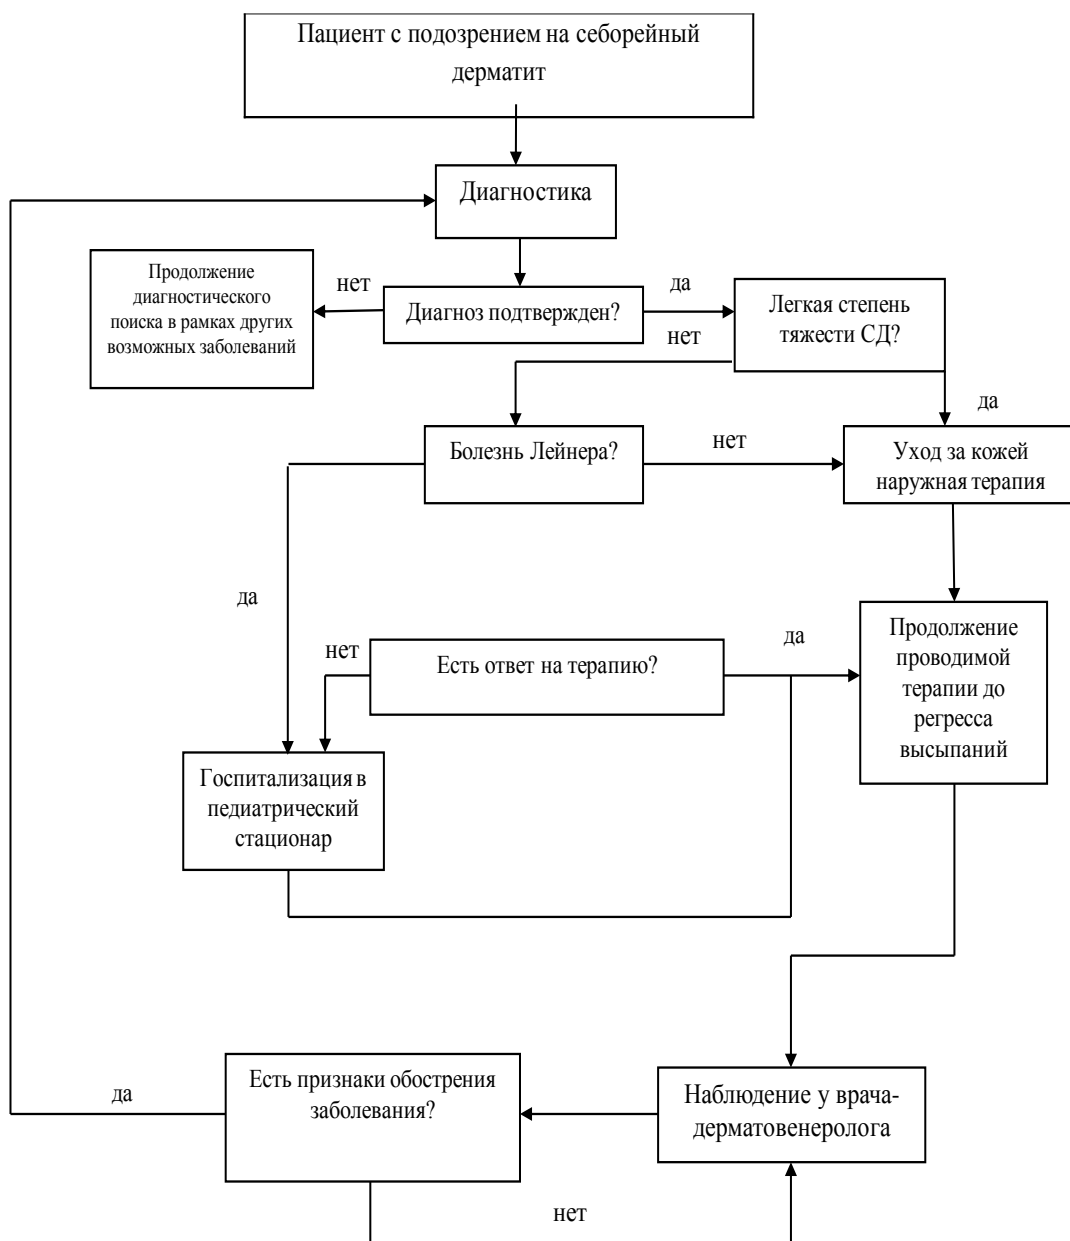 Пациент с подозрением на себорейный
дерматит
Диагностика
Продолжение
диагностического
поиска в рамках других
возможных заболеваний
нет
Диагноз подтвержден?
да
нет
Легкая степень
тяжести СД?
да
Болезнь Лейнера?
нет
Уход за кожей
наружная терапия
да
нет
Есть ответ на терапию?
да
Продолжение
проводимой
терапии до
регресса
высыпаний
Госпитализация в
педиатрический
стационар
да
Есть признаки обострения
заболевания?
Наблюдение у врача-
дерматовенеролога
нет